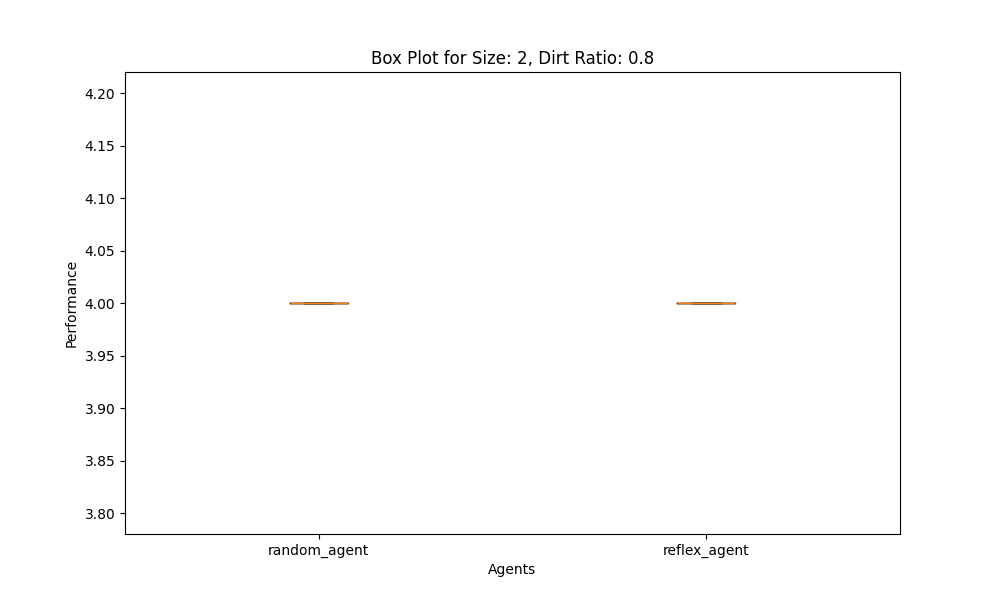 Box Plot for Size: 2, Dirt Ratio: 0.8
4.20
4.15
4.10
4.05
4.00
3.95
3.90
3.85
3.80
Performance
random_agent
reflex_agent
Agents